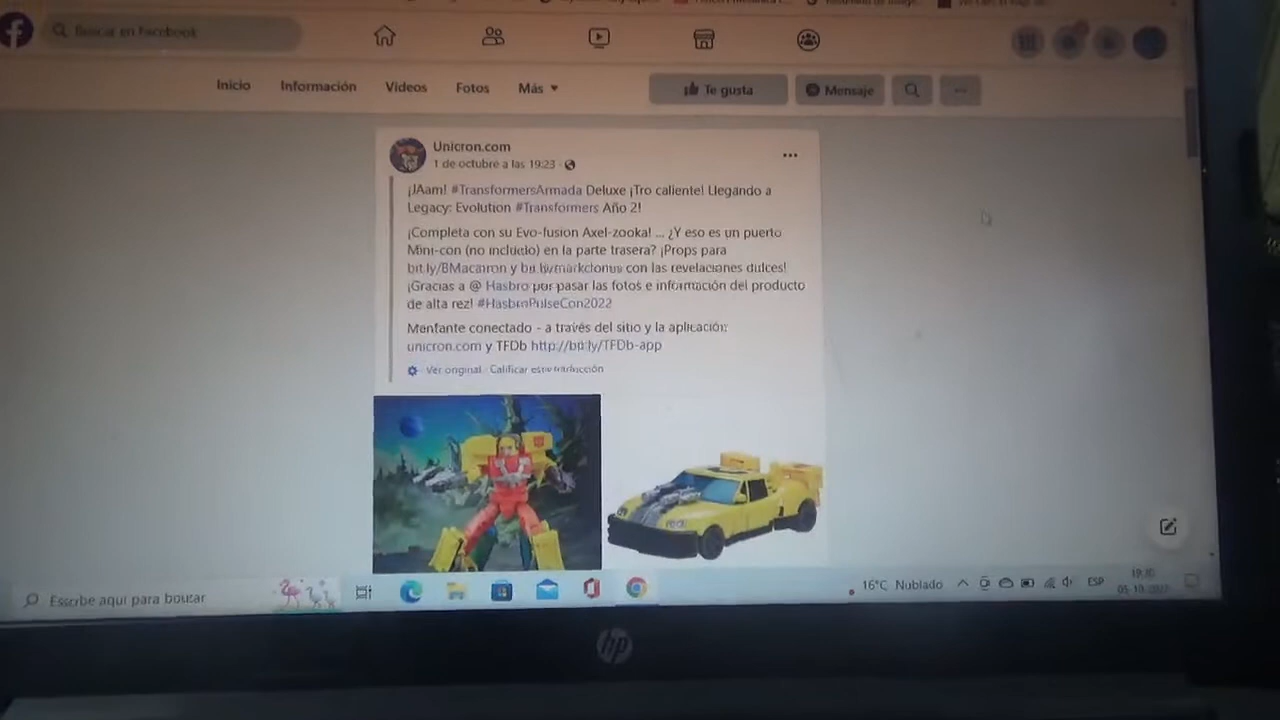 Buscar en Facebook
Inicio Información Videos Fotos Más Te gusta Mensaje
Unicron.com
1 de octubre a las 19:23
¡JAam! #TransformersArmada Deluxe ¡Tro caliente! Llegando a
Legacy: Evolution #Transformers Año 2!
¡Completa con su Evo-fusion Axel-zooka! ... ¿Y eso es un puerto
Mini-con (no incluido) en la parte trasera? ¡Props para
bit.ly/BMacatron y con las revelaciones dulces!
¡Gracias a @ Hasbro por pasar las fotos e información del producto
de alta rez! #HasbroPulseCon2022
conectado - a través del sitio y la aplicación:
unicron.com y TFDb http://bit.ly/TFDb-app
Ver original · Calificar esta traducción
Escribe aquí para buscar
16°C Nublado ESP
hp